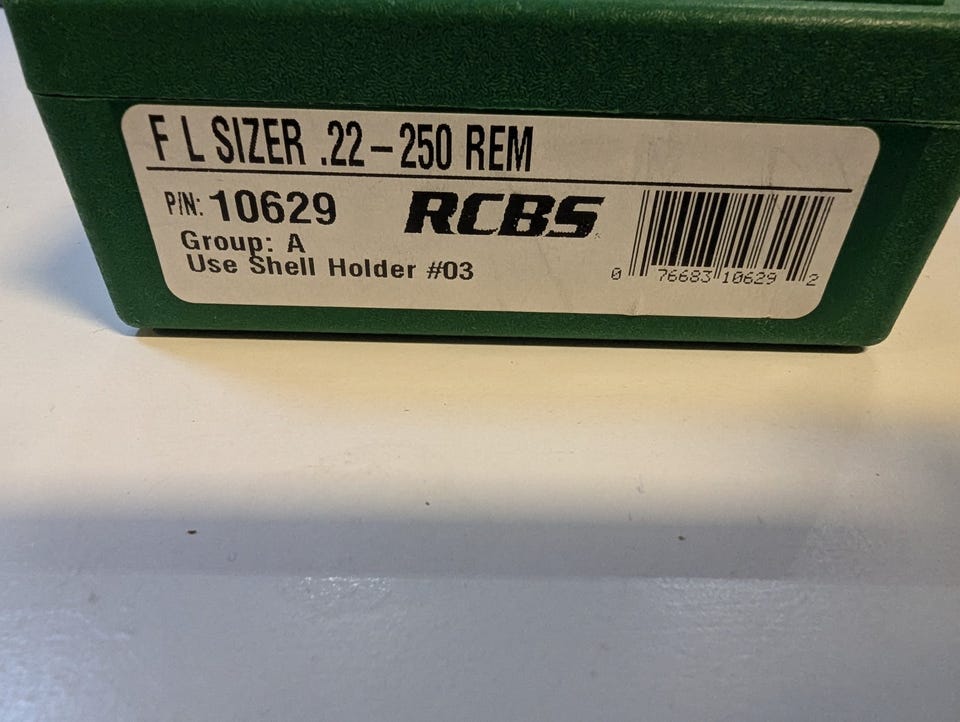 F L SIZER .22-250 REM
P/N: 10629
RCBS
Group: A
Use Shell Holder #03
0 76683 10629 2